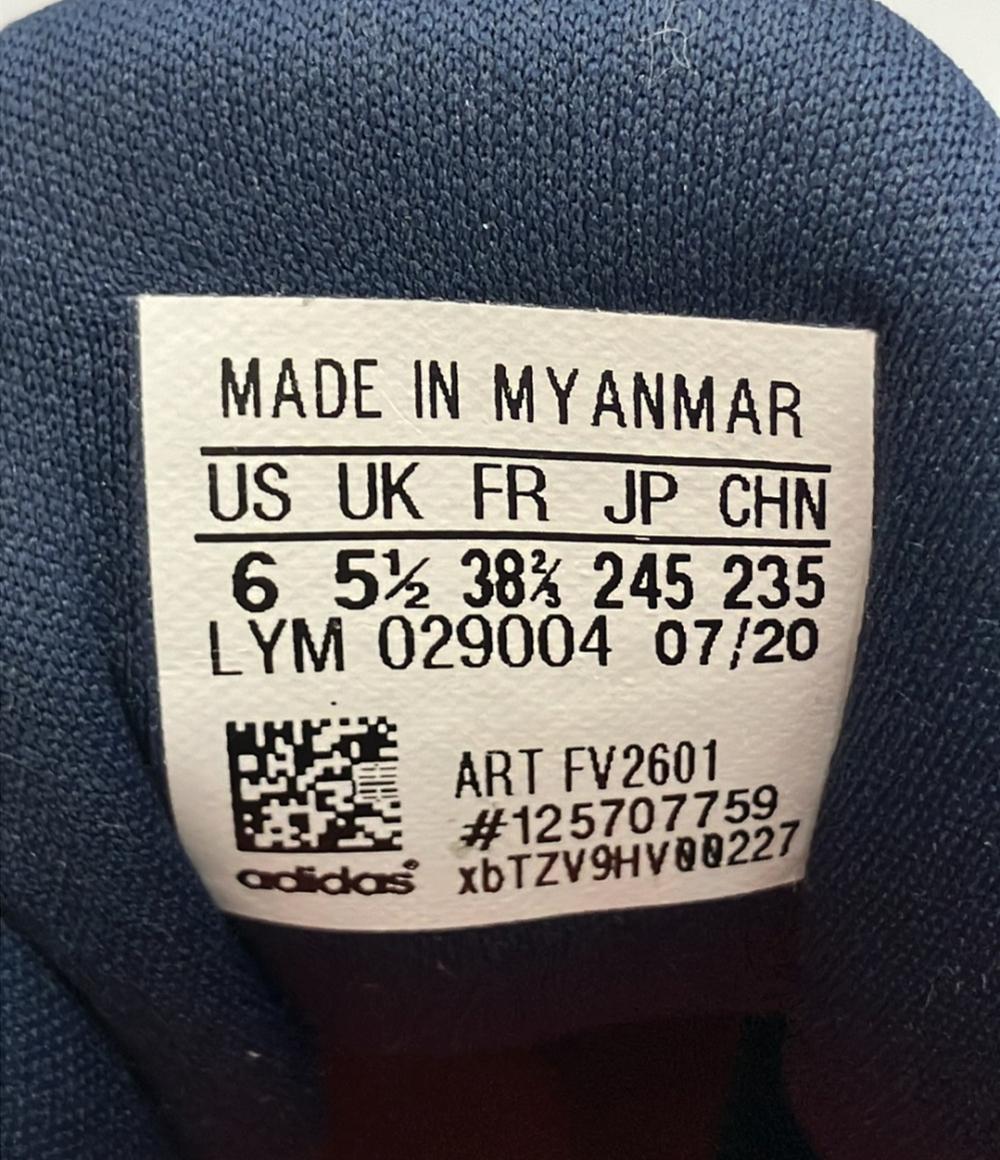 MADE IN MYANMAR
US UK FR JP CHN
6 5½ 38⅔ 245 235
LYM 029004 07/20
ART FV2601
#125707759
xbTZV9HV00227
adidas®